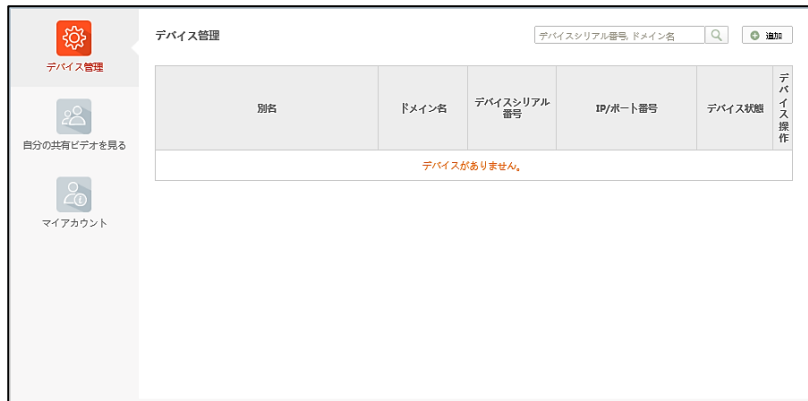 デバイス管理
デバイスシリアル番号, ドメイン名
追加
デバイス管理
別名
ドメイン名
デバイスシリアル
番号
IP/ポート番号
デバイス状態
デバイス操作
デバイスがありません。
自分の共有ビデオを見る
マイアカウント